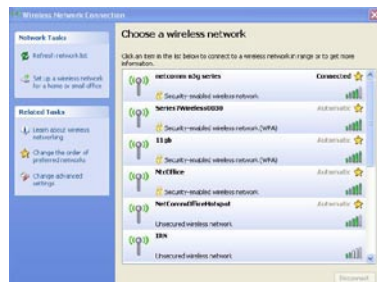 Wireless Network Connection
Network Tasks
Refresh network list
Set up a wireless network
for a home or small office
Related Tasks
Learn about wireless
networking
Change the order of
preferred networks
Change advanced
settings
Choose a wireless network
Click an item in the list below to connect to a wireless network in range or to get more
information.
netcomm n3g series
Connected
Security-enabled wireless network
Series7Wireless0030
Automatic
Security-enabled wireless network (WPA)
11gb
Automatic
Security-enabled wireless network (WPA)
Automatic
Security-enabled wireless network
NetCommOfficeHotspot
Automatic
Unsecured wireless network
Unsecured wireless network
Disconnect